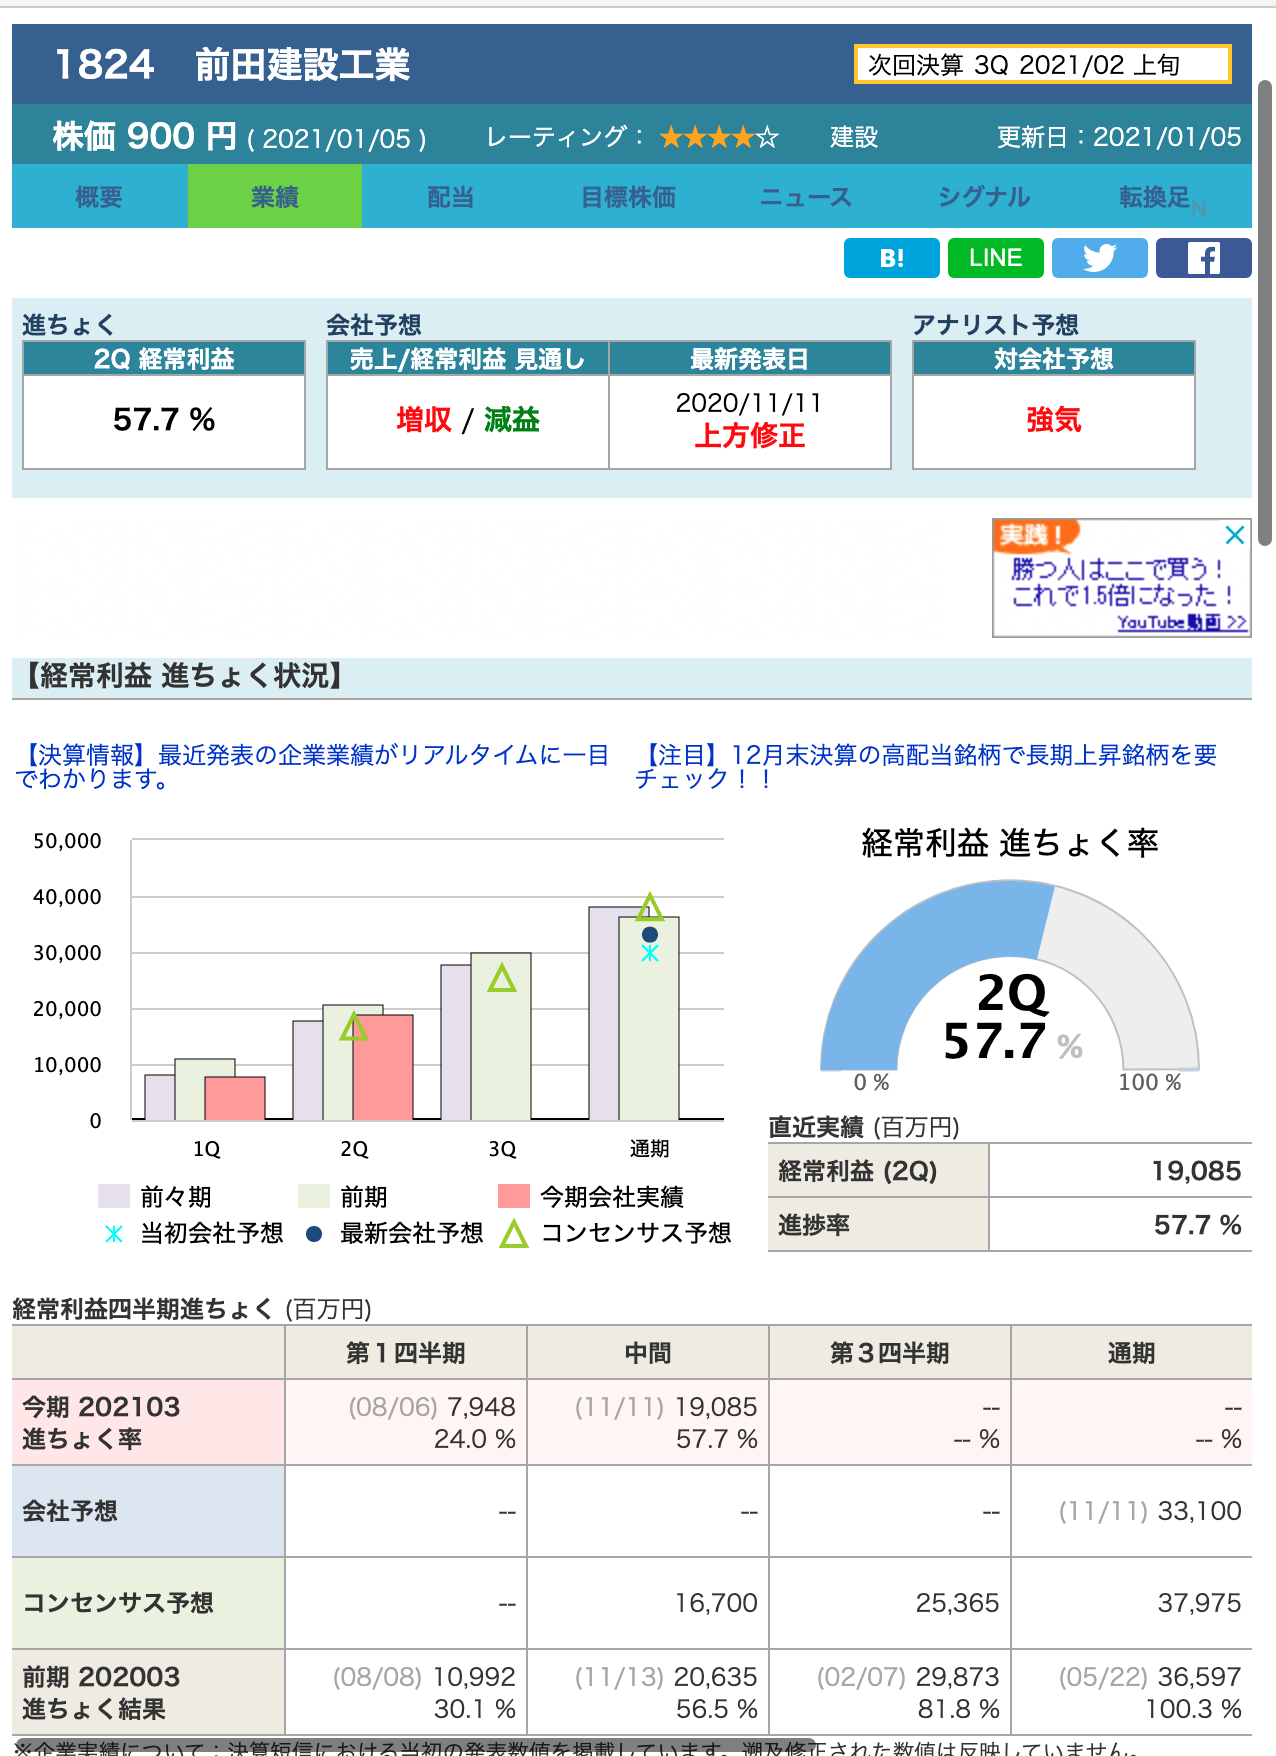 1824 前田建設工業
次回決算 3Q 2021/02 上旬
株価 900 円 ( 2021/01/05 ) レーティング： ★★★★☆ 建設 更新日：2021/01/05
概要 業績 配当 目標株価 ニュース シグナル 転換足 N
B! LINE
進ちょく 会社予想 アナリスト予想
2Q 経常利益 売上/経常利益 見通し 最新発表日 対会社予想
57.7 % 増収 / 減益 2020/11/11 強気
上方修正
実践！
勝つ人はここで買う！
これで1.5倍になった！
YouTube動画 >>
【経常利益 進ちょく状況】
【決算情報】最近発表の企業業績がリアルタイムに一目
でわかります。
【注目】12月末決算の高配当銘柄で長期上昇銘柄を要
チェック！！
50,000
40,000
30,000
20,000
10,000
0
1Q 2Q 3Q 通期
前々期 前期 今期会社実績
当初会社予想 最新会社予想 コンセンサス予想
経常利益 進ちょく率
2Q
57.7 %
0 % 100 %
直近実績 (百万円)
経常利益 (2Q) 19,085
進捗率 57.7 %
経常利益四半期進ちょく (百万円)
第１四半期 中間 第３四半期 通期
今期 202103 (08/06) 7,948 (11/11) 19,085 -- --
進ちょく率 24.0 % 57.7 % -- % -- %
会社予想 -- -- -- (11/11) 33,100
コンセンサス予想 -- 16,700 25,365 37,975
前期 202003 (08/08) 10,992 (11/13) 20,635 (02/07) 29,873 (05/22) 36,597
進ちょく結果 30.1 % 56.5 % 81.8 % 100.3 %
※企業実績について：決算短信における当初の発表数値を掲載しています。遡及修正された数値は反映していません。